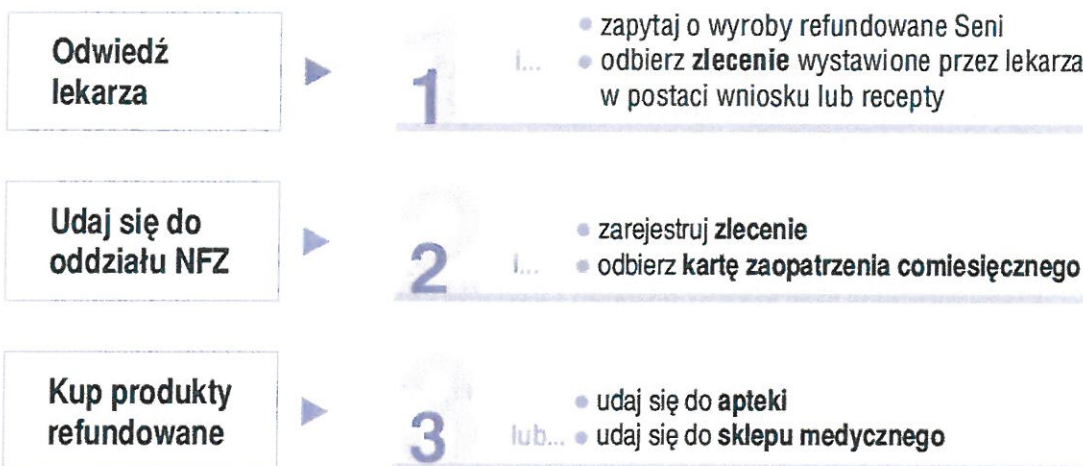 Odwiedź
lekarza
1
i...
• zapytaj o wyroby refundowane Seni
• odbierz zlecenie wystawione przez lekarza
w postaci wniosku lub recepty
Udaj się do
oddziału NFZ
2
i...
• zarejestruj zlecenie
• odbierz kartę zaopatrzenia comiesięcznego
Kup produkty
refundowane
3
lub...
• udaj się do apteki
• udaj się do sklepu medycznego